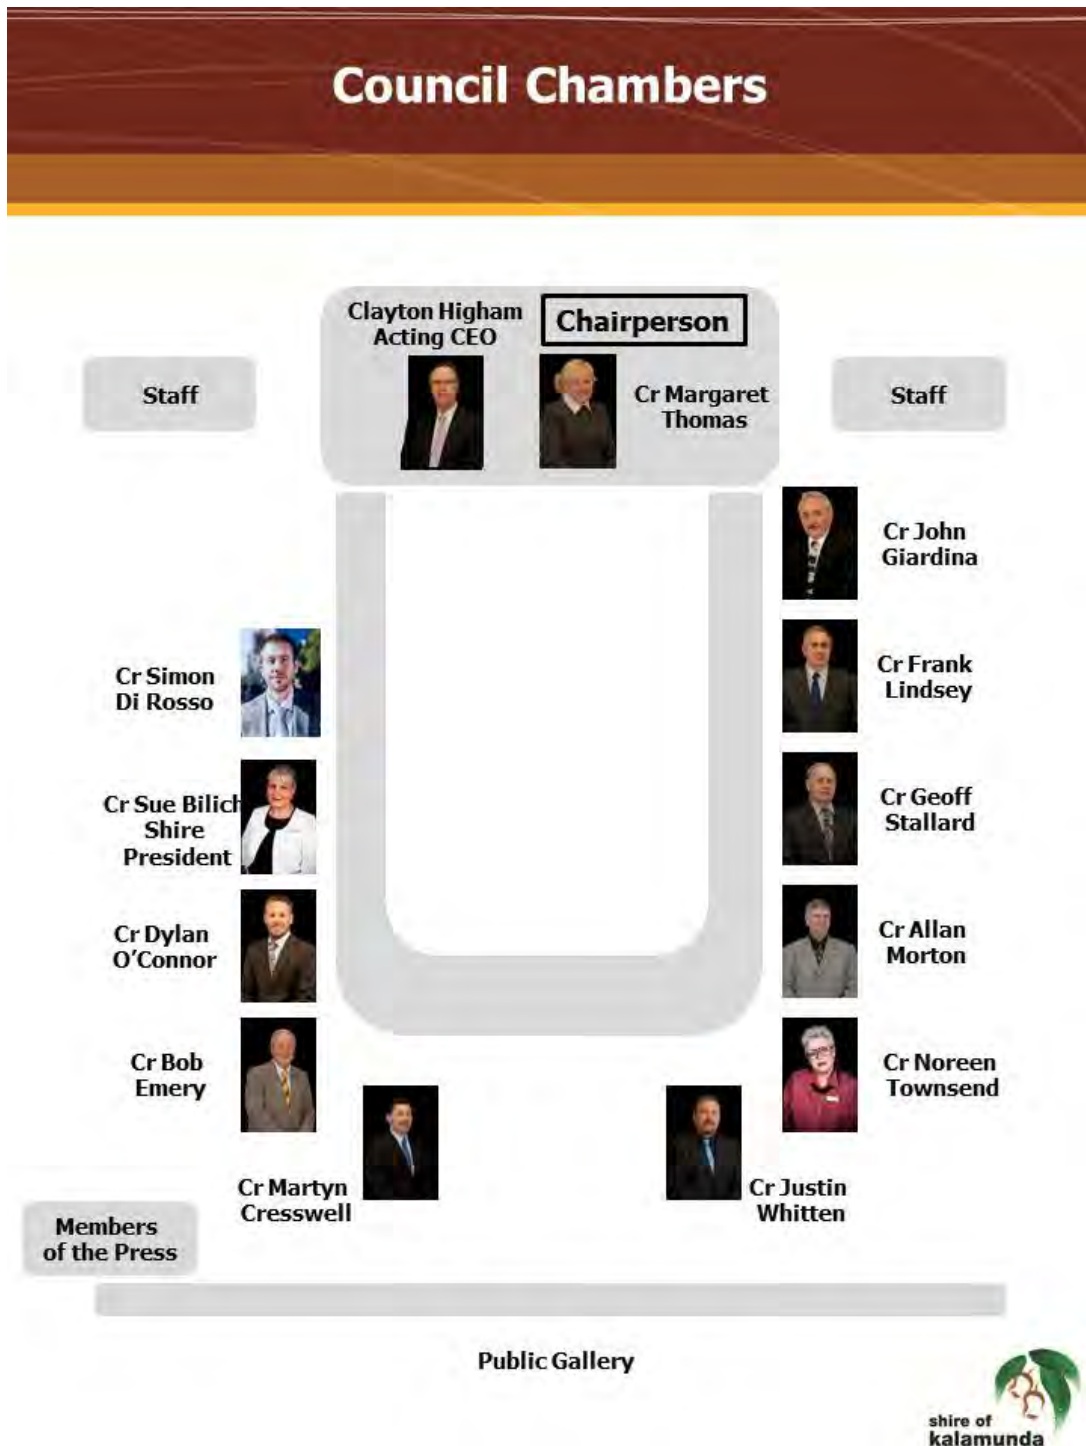 Council Chambers
Clayton Higham
Acting CEO
Chairperson
Cr Margaret
Thomas
Staff
Staff
Cr John
Giardina
Cr Simon
Di Rosso
Cr Frank
Lindsey
Cr Sue Bilich
Shire
President
Cr Geoff
Stallard
Cr Dylan
O'Connor
Cr Allan
Morton
Cr Bob
Emery
Cr Noreen
Townsend
Cr Martyn
Cresswell
Cr Justin
Whitten
Members
of the Press
Public Gallery
shire of
kalamunda